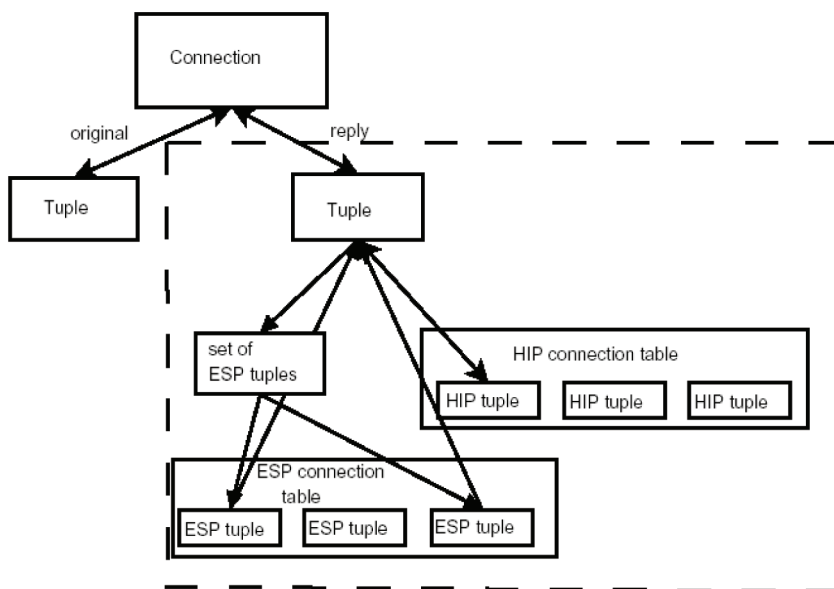 Connection
original
reply
Tuple
Tuple
set of
ESP tuples
HIP connection table
HIP tuple
HIP tuple
HIP tuple
ESP connection
table
ESP tuple
ESP tuple
ESP tuple